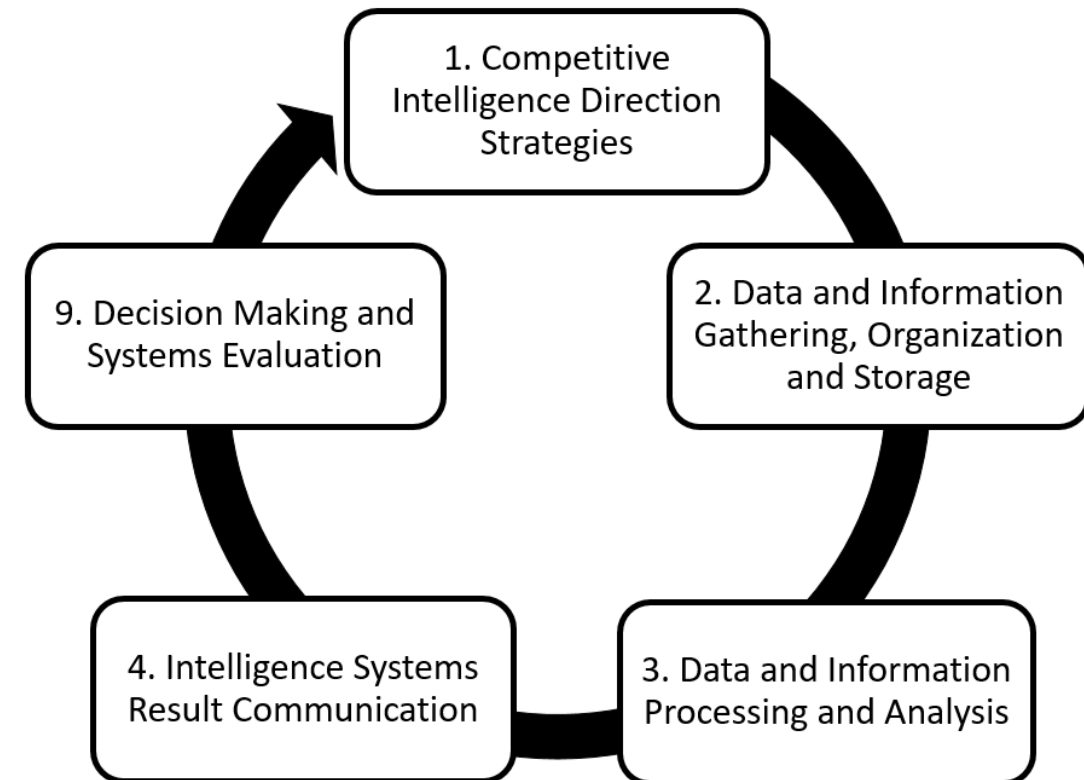 1. Competitive
Intelligence Direction
Strategies
2. Data and Information
Gathering, Organization
and Storage
3. Data and Information
Processing and Analysis
4. Intelligence Systems
Result Communication
9. Decision Making and
Systems Evaluation